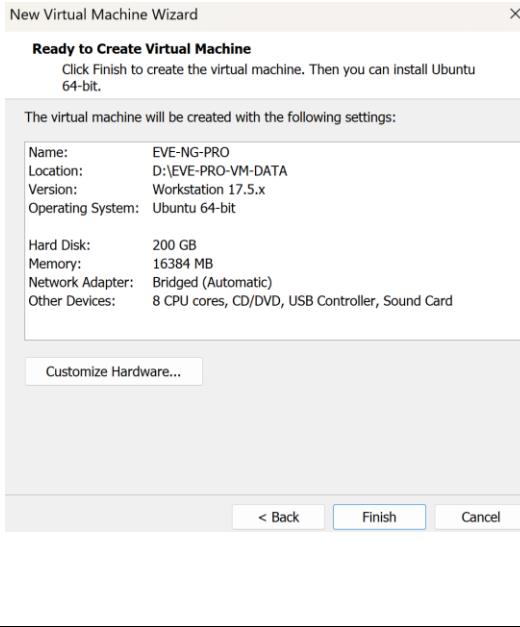 New Virtual Machine Wizard
Ready to Create Virtual Machine
Click Finish to create the virtual machine. Then you can install Ubuntu
64-bit.
The virtual machine will be created with the following settings:
Name: EVE-NG-PRO
Location: D:\EVE-PRO-VM-DATA
Version: Workstation 17.5.x
Operating System: Ubuntu 64-bit
Hard Disk: 200 GB
Memory: 16384 MB
Network Adapter: Bridged (Automatic)
Other Devices: 8 CPU cores, CD/DVD, USB Controller, Sound Card
Customize Hardware...
< Back Finish Cancel